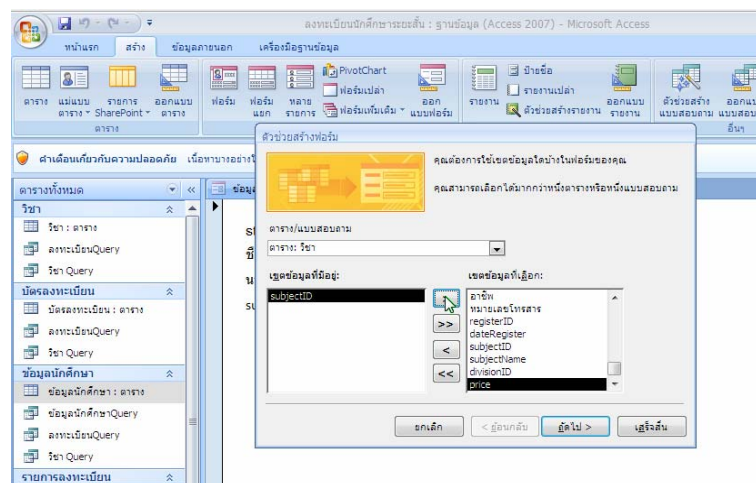 ลงทะเบียนนักศึกษาระยะสั้น : ฐานข้อมูล (Access 2007) - Microsoft Access
หน้าแรก สร้าง ข้อมูลภายนอก เครื่องมือฐานข้อมูล
ตาราง แม่แบบ รายการ ออกแบบ ฟอร์ม ฟอร์ม หลาย PivotChart ออก รายงาน ป้ายชื่อ ออกแบบ ตัวช่วยสร้าง
ตาราง SharePoint ตาราง แยก รายการ ฟอร์มเปล่า แบบฟอร์ม รายงานเปล่า รายงาน แบบสอบถาม
ฟอร์มเพิ่มเติม ตัวช่วยสร้างรายงาน
ตาราง อื่นๆ
คำเตือนเกี่ยวกับความปลอดภัย
ตัวช่วยสร้างฟอร์ม
คุณต้องการใช้เขตข้อมูลใดบ้างในฟอร์มของคุณ
คุณสามารถเลือกได้มากกว่าหนึ่งตารางหรือหนึ่งแบบสอบถาม
ตาราง/แบบสอบถาม
ตาราง: วิชา
เขตข้อมูลที่มีอยู่: เขตข้อมูลที่เลือก:
subjectID
>>
<
<<
อาชีพ
หมายเลขโทรสาร
registerID
dateRegister
subjectID
subjectName
divisionID
price
ยกเลิก < ย้อนกลับ ถัดไป > เสร็จสิ้น
ตารางทั้งหมด
วิชา
วิชา : ตาราง
ลงทะเบียนQuery
วิชา Query
บัตรลงทะเบียน
บัตรลงทะเบียน : ตาราง
ลงทะเบียนQuery
วิชา Query
ข้อมูลนักศึกษา
ข้อมูลนักศึกษา : ตาราง
ข้อมูลนักศึกษาQuery
ลงทะเบียนQuery
วิชา Query
รายการลงทะเบียน